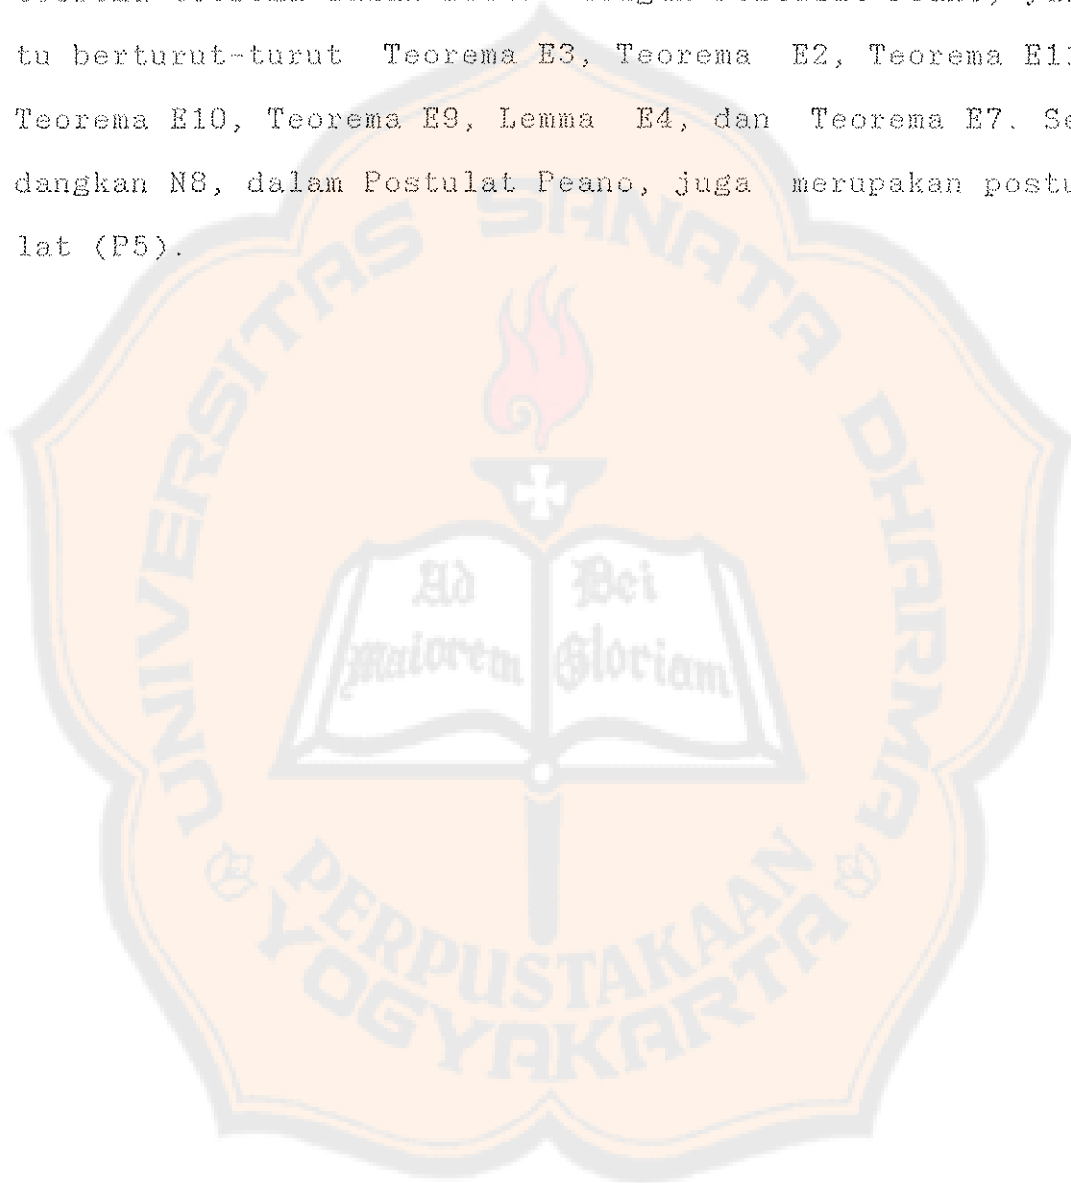 tu berturut-turut Teorema E3, Teorema E2, Teorema E11
Teorema E10, Teorema E9, Lemma E4, dan Teorema E7. Se
dangkan N8, dalam Postulat Peano, juga merupakan postu
lat (P5).
UNIVERSITAS SANATA DHARMA
Ad Dei
Maiorem Gloriam
PERPUSTAKAAN
YOGYAKARTA